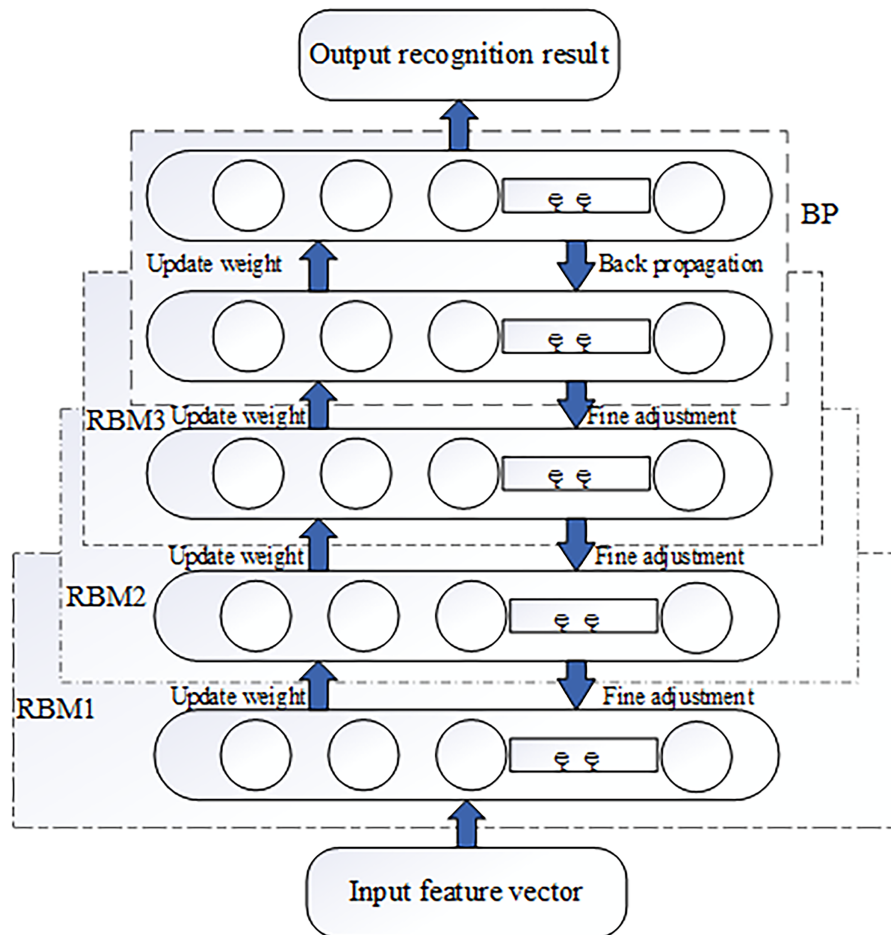 Output recognition result
BP
Update weight
Back propagation
RBM3
Update weight
Fine adjustment
Update weight
Fine adjustment
RBM2
Update weight
Fine adjustment
RBM1
Input feature vector